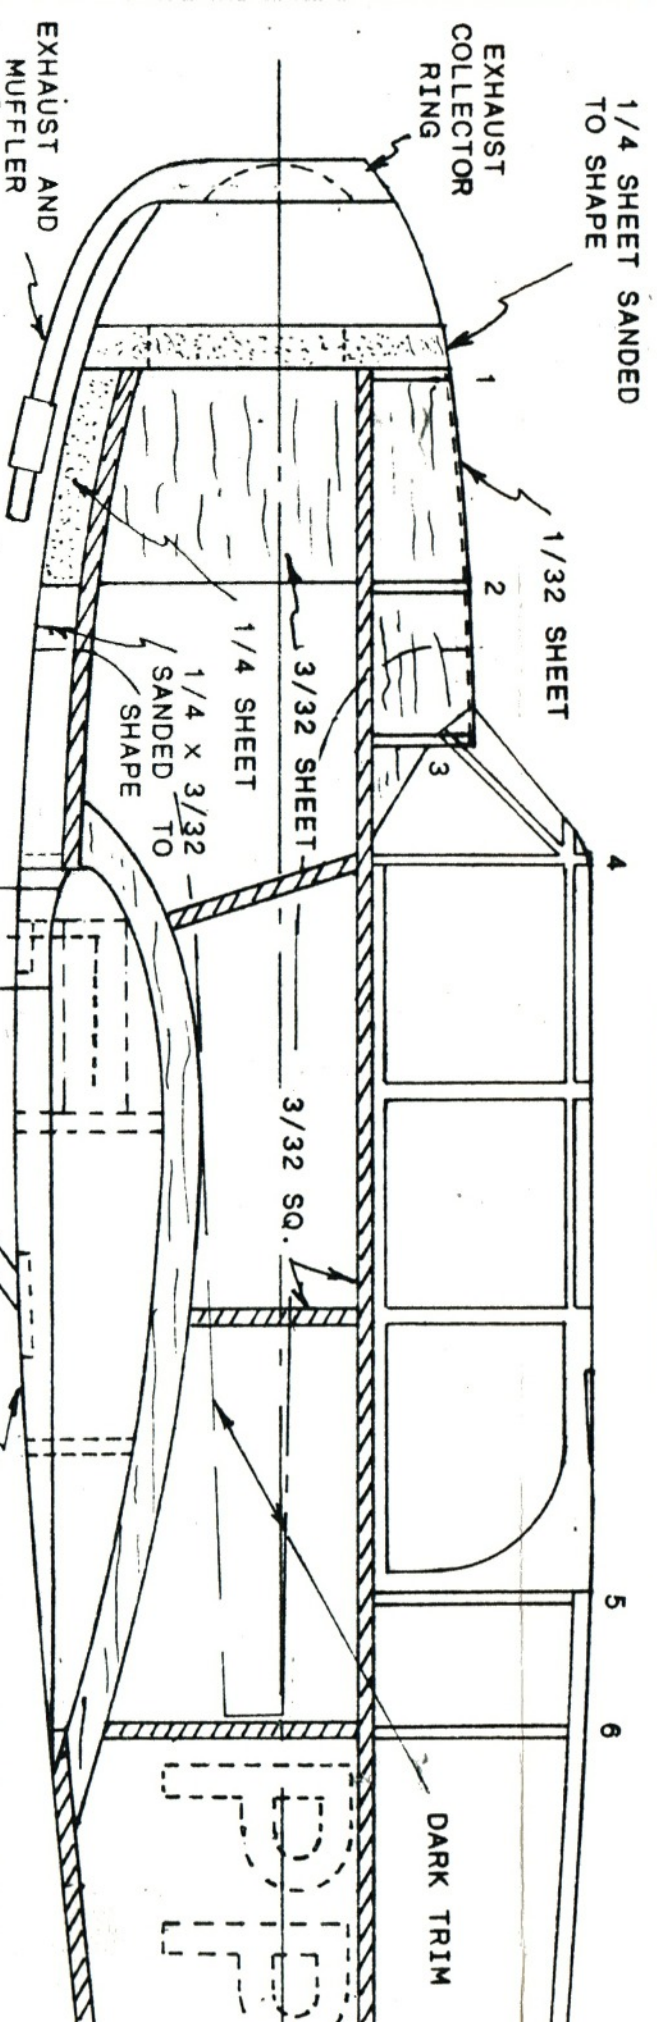 1/4 SHEET SANDED
TO SHAPE
EXHAUST
COLLECTOR
RING
EXHAUST AND
MUFFLER
1
1/32 SHEET
2
3
4
3/32 SHEET
1/4 SHEET
1/4 X 3/32
SANDED TO
SHAPE
3/32 SQ.
5
6
DARK TRIM
P
P